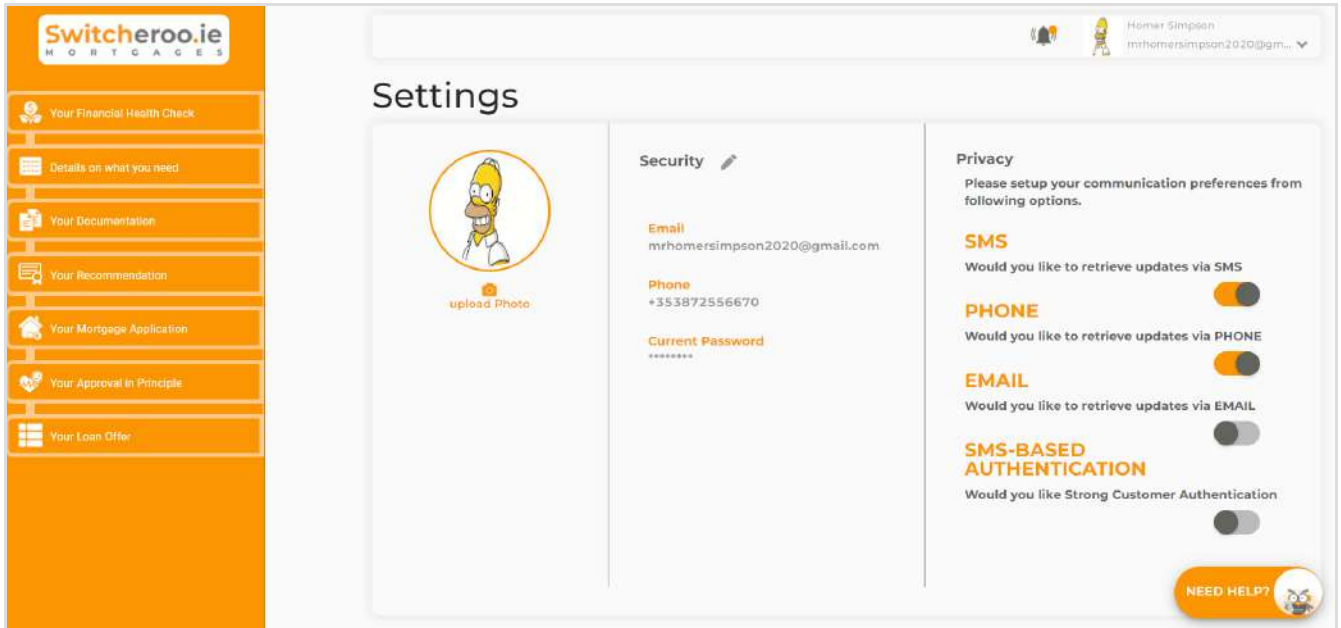 Switcheroo.ie
MORTGAGES
Your Financial Health Check
Details on what you need
Your Documentation
Your Recommendation
Your Mortgage Application
Your Approval in Principle
Your Loan Offer
Homer Simpson
mrhomersimpson2020@gm...
Settings
upload Photo
Security
Email
mrhomersimpson2020@gmail.com
Phone
+353872556670
Current Password
********
Privacy
Please setup your communication preferences from
following options.
SMS
Would you like to retrieve updates via SMS
PHONE
Would you like to retrieve updates via PHONE
EMAIL
Would you like to retrieve updates via EMAIL
SMS-BASED
AUTHENTICATION
Would you like Strong Customer Authentication
NEED HELP?